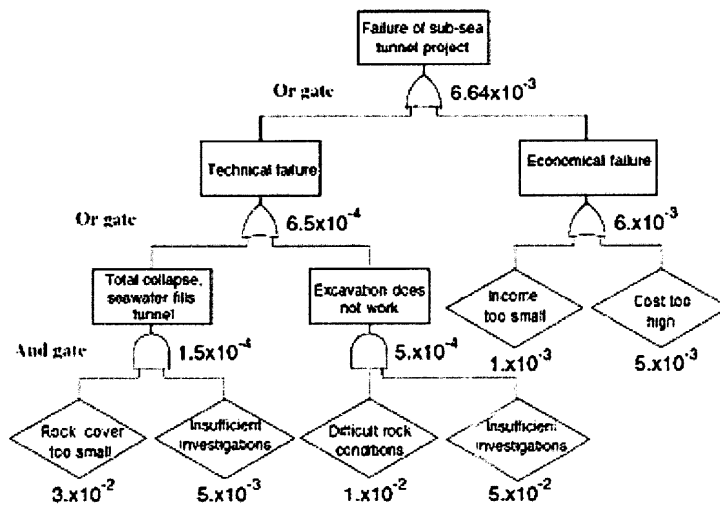 Failure of sub-sea
tunnel project
Or gate
6.64x10-3
Technical failure
Economical failure
Or gate
6.5x10-4
6.x10-3
Total collapse,
seawater fills
tunnel
Excavation does
not work
Income
too small
Cost too
hign
And gate
1.5x10-4
5.x10-4
1.x10-3
5.x10-3
Rock cover
too small
Insufficient
investigations
Difficult rock
conditions
Insufficient
investigations
3.x10-2
5.x10-3
1.x10-2
5.x10-2